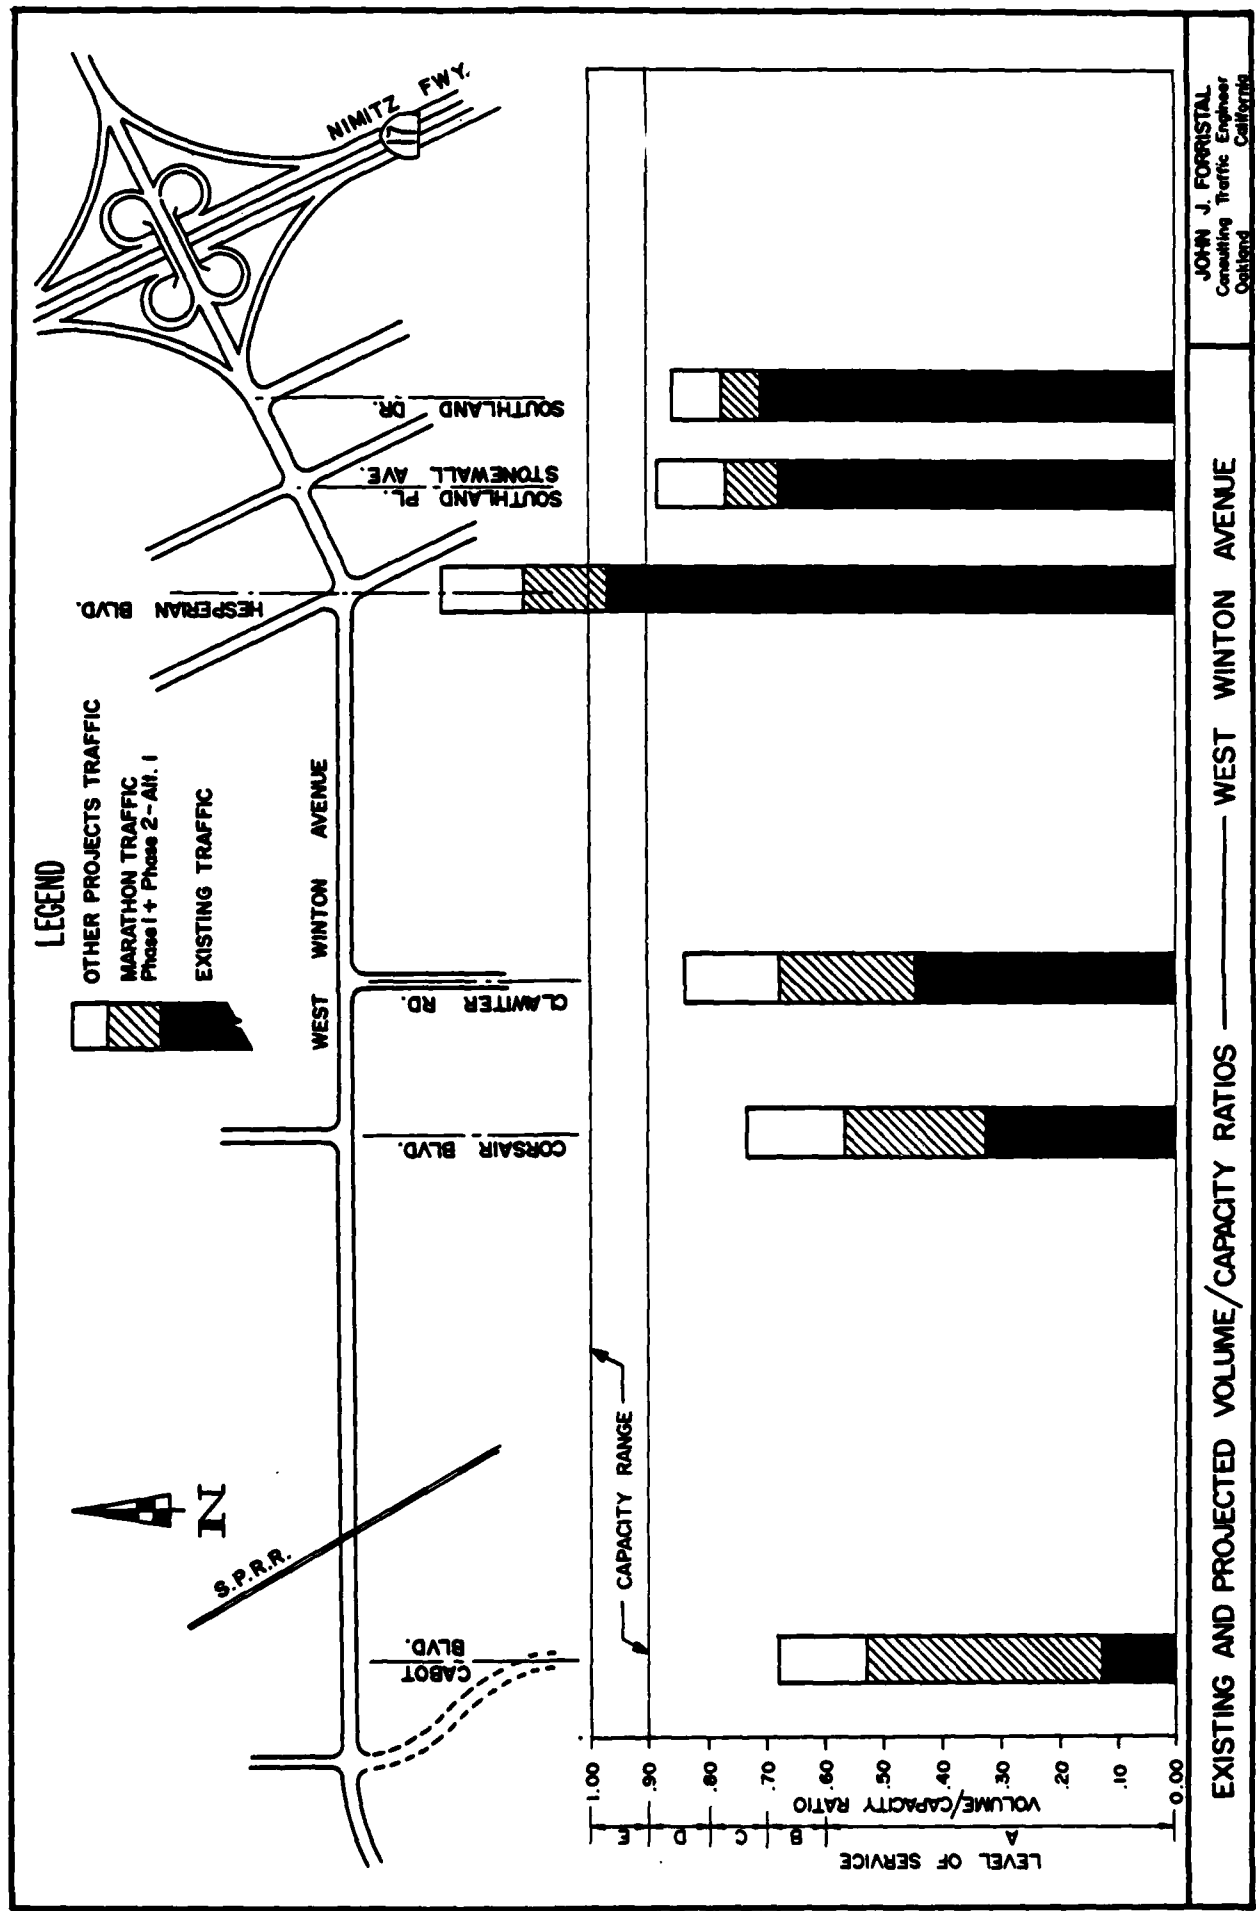 LEGEND
OTHER PROJECTS TRAFFIC
MARATHON TRAFFIC
Phase 1 + Phase 2-Alt. 1
EXISTING TRAFFIC
N
S.P.R.R.
WEST WINTON AVENUE
NIMITZ FWY.
CABOT
BLVD.
CORSAIR BLVD.
CLAWITER RD.
HESPERIAN BLVD.
SOUTHLAND PL.
STONEWALL AVE.
SOUTHLAND DR.
CAPACITY RANGE
LEVEL OF SERVICE
E
D
C
B
A
VOLUME/CAPACITY RATIO
1.00
.90
.80
.70
.60
.50
.40
.30
.20
.10
0.00
EXISTING AND PROJECTED VOLUME/CAPACITY RATIOS — WEST WINTON AVENUE
JOHN J. FORRISTAL
Consulting Traffic Engineer
Oakland California